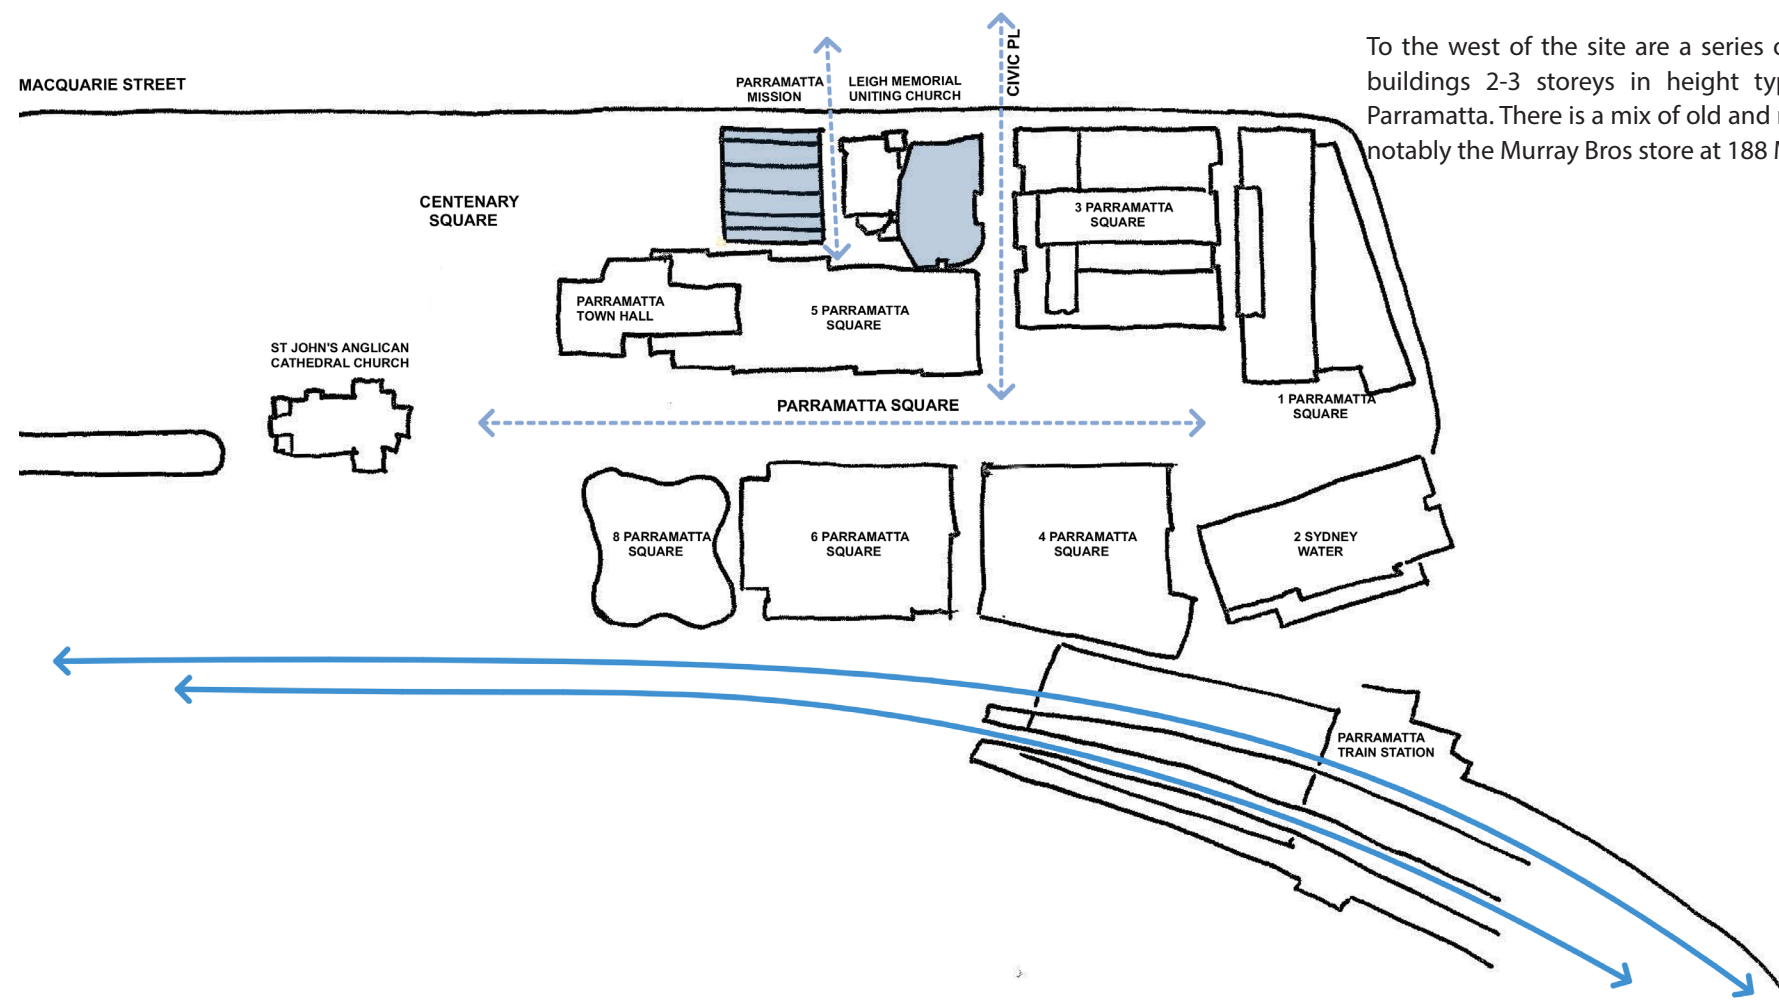 To the west of the site are a series
buildings 2-3 storeys in height
Parramatta. There is a mix of old and
notably the Murray Bros store at 188
MACQUARIE STREET
PARRAMATTA
MISSION
LEIGH MEMORIAL
UNITING CHURCH
CIVIC PL
CENTENARY
SQUARE
3 PARRAMATTA
SQUARE
PARRAMATTA
TOWN HALL
5 PARRAMATTA
SQUARE
ST JOHN'S ANGLICAN
CATHEDRAL CHURCH
1 PARRAMATTA
SQUARE
PARRAMATTA SQUARE
8 PARRAMATTA
SQUARE
6 PARRAMATTA
SQUARE
4 PARRAMATTA
SQUARE
2 SYDNEY
WATER
PARRAMATTA
TRAIN STATION